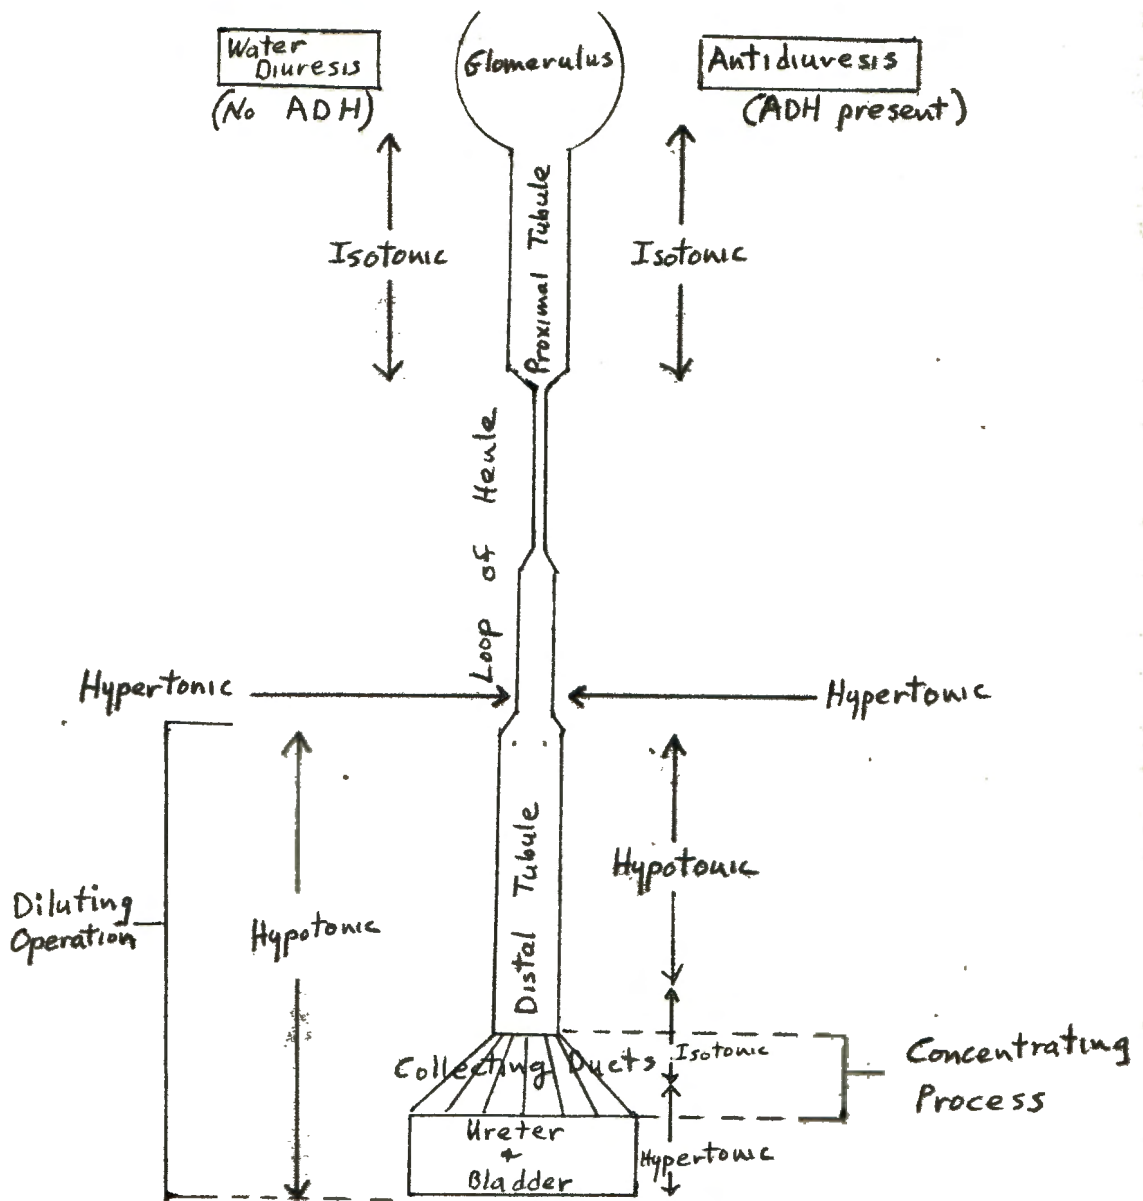 Water
Diuresis
(No ADH)
Glomerulus
Antidiuresis
(ADH present)
Isotonic
Proximal Tubule
Isotonic
Loop of Henle
Hypertonic
Hypertonic
Diluting
Operation
Hypotonic
Distal Tubule
Hypotonic
Collecting Ducts
Isotonic
Concentrating
Process
Ureter
+
Bladder
Hypertonic